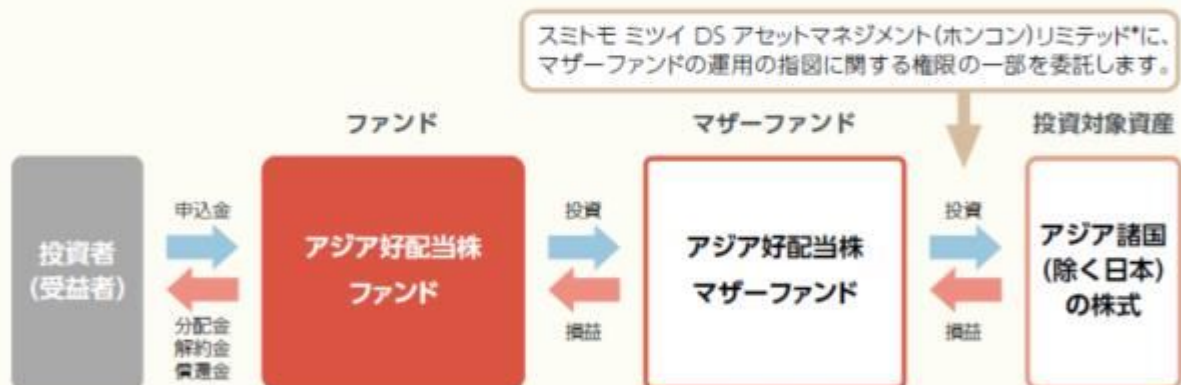 スミトモ ミツイ DS アセットマネジメント(ホンコン)リミテッド*に、
マザーファンドの運用の指図に関する権限の一部を委託します。
ファンド
マザーファンド
投資対象資産
投資者
(受益者)
申込金
分配金
解約金
償還金
アジア好配当株
ファンド
投資
損益
アジア好配当株
マザーファンド
投資
損益
アジア諸国
(除く日本)
の株式